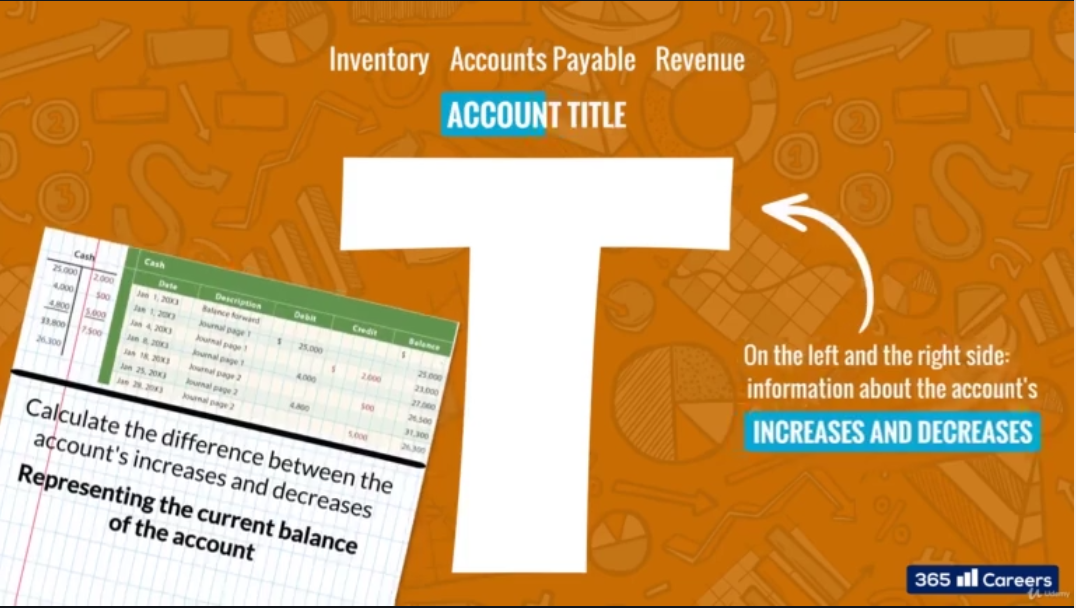 Inventory Accounts Payable Revenue
ACCOUNT TITLE
Cash
25,000 2,000
4,000 500
4,800 5,000
33,800 7,500
26,300
Cash
Date Description Debit Credit Balance
Jan 1, 20X3 Balance forward $ 25,000
Jan 1, 20X3 Journal page 1 $ 25,000 $ 2,000 23,000
Jan 4, 20X3 Journal page 1 4,000 27,000
Jan 8, 20X3 Journal page 1 500 26,500
Jan 18, 20X3 Journal page 2 4,800 31,300
Jan 25, 20X3 Journal page 2 5,000 26,300
Jan 28, 20X3 Journal page 2
Calculate the difference between the
account's increases and decreases
Representing the current balance
of the account
On the left and the right side:
information about the account's
INCREASES AND DECREASES
365 Careers
Udemy